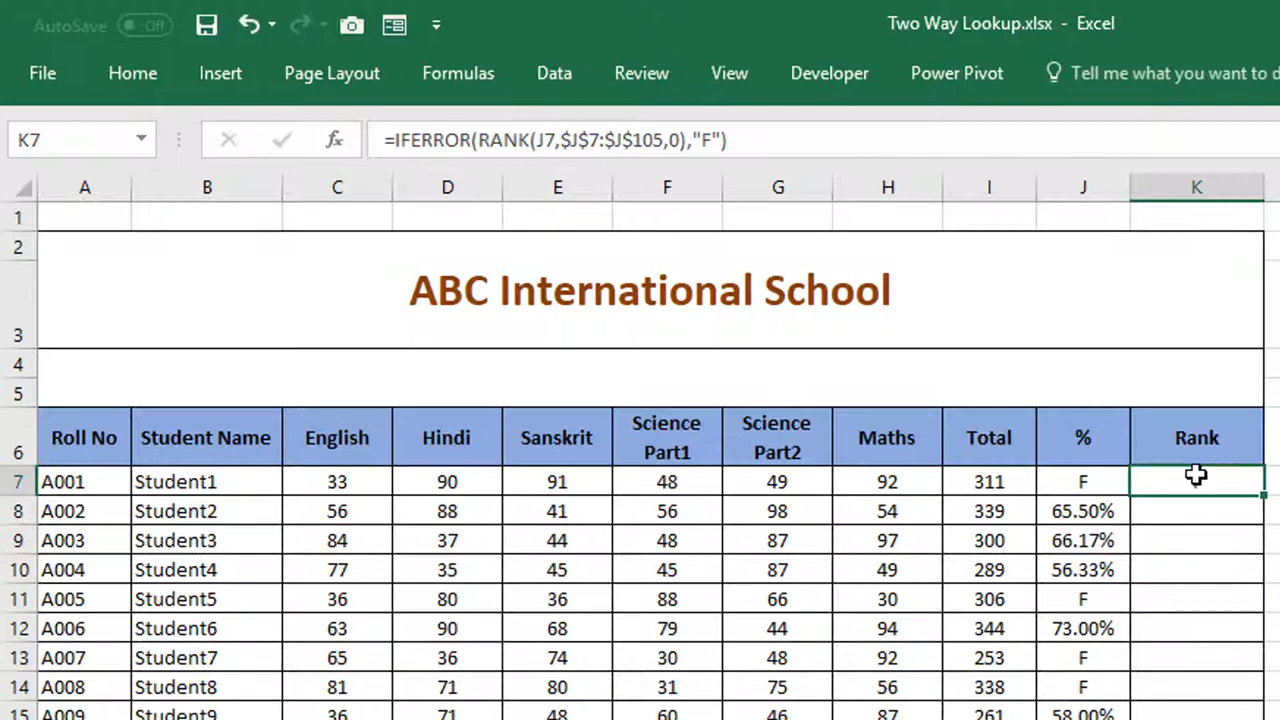 AutoSave Off Two Way Lookup.xlsx - Excel
File Home Insert Page Layout Formulas Data Review View Developer Power Pivot Tell me what you want to d
K7 fx =IFERROR(RANK(J7,$J$7:$J$105,0),"F")
A B C D E F G H I J K
1
2
ABC International School
3
4
5
6 Roll No Student Name English Hindi Sanskrit Science Part1 Science Part2 Maths Total % Rank
7 A001 Student1 33 90 91 48 49 92 311 F
8 A002 Student2 56 88 41 56 98 54 339 65.50%
9 A003 Student3 84 37 44 48 87 97 300 66.17%
10 A004 Student4 77 35 45 45 87 49 289 56.33%
11 A005 Student5 36 80 36 88 66 30 306 F
12 A006 Student6 63 90 68 79 44 94 344 73.00%
13 A007 Student7 65 36 74 30 48 92 253 F
14 A008 Student8 81 71 80 31 75 56 338 F
15 A009 Student9 36 71 48 60 46 87 261 58.00%